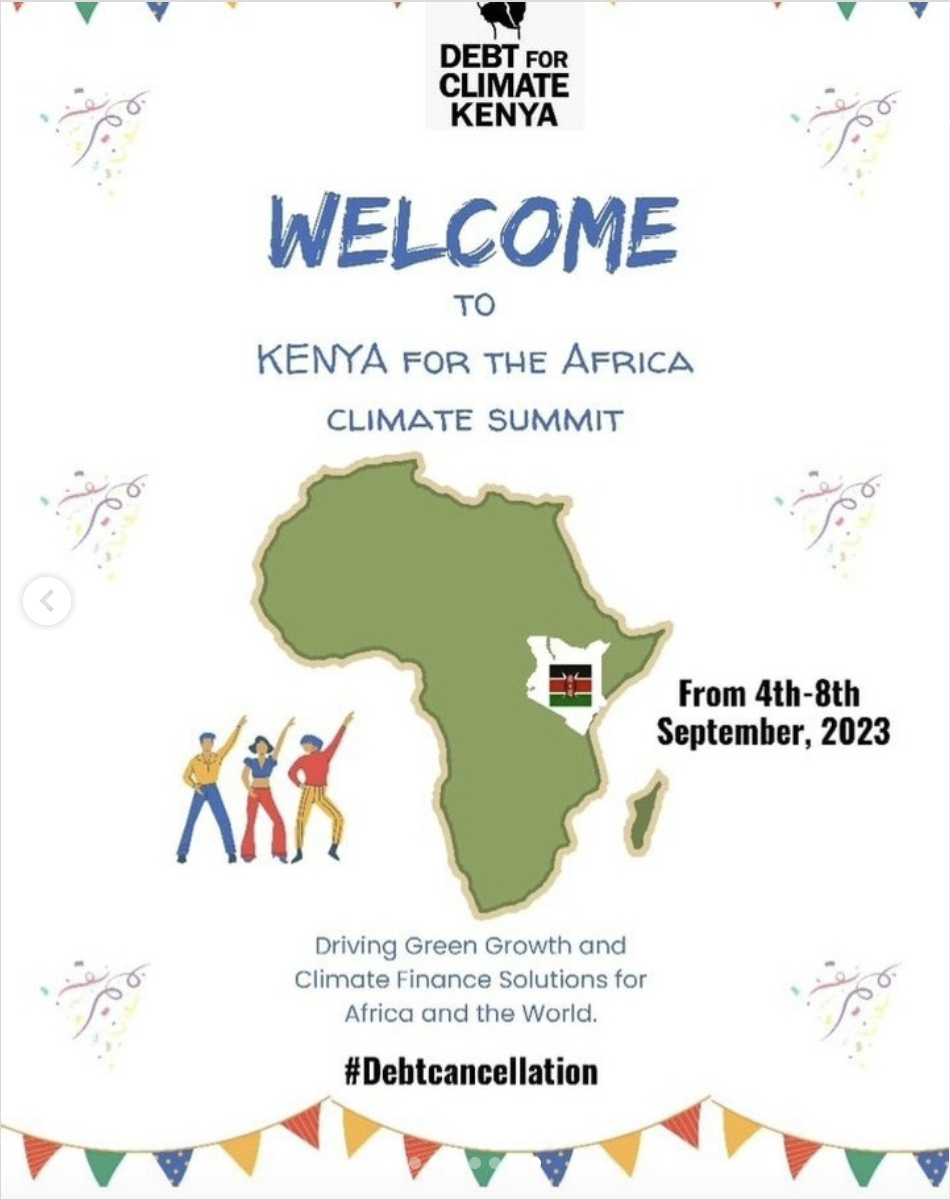 DEBT FOR
CLIMATE
KENYA
WELCOME
TO
KENYA FOR THE AFRICA
CLIMATE SUMMIT
From 4th-8th
September, 2023
Driving Green Growth and
Climate Finance Solutions for
Africa and the World.
#Debtcancellation